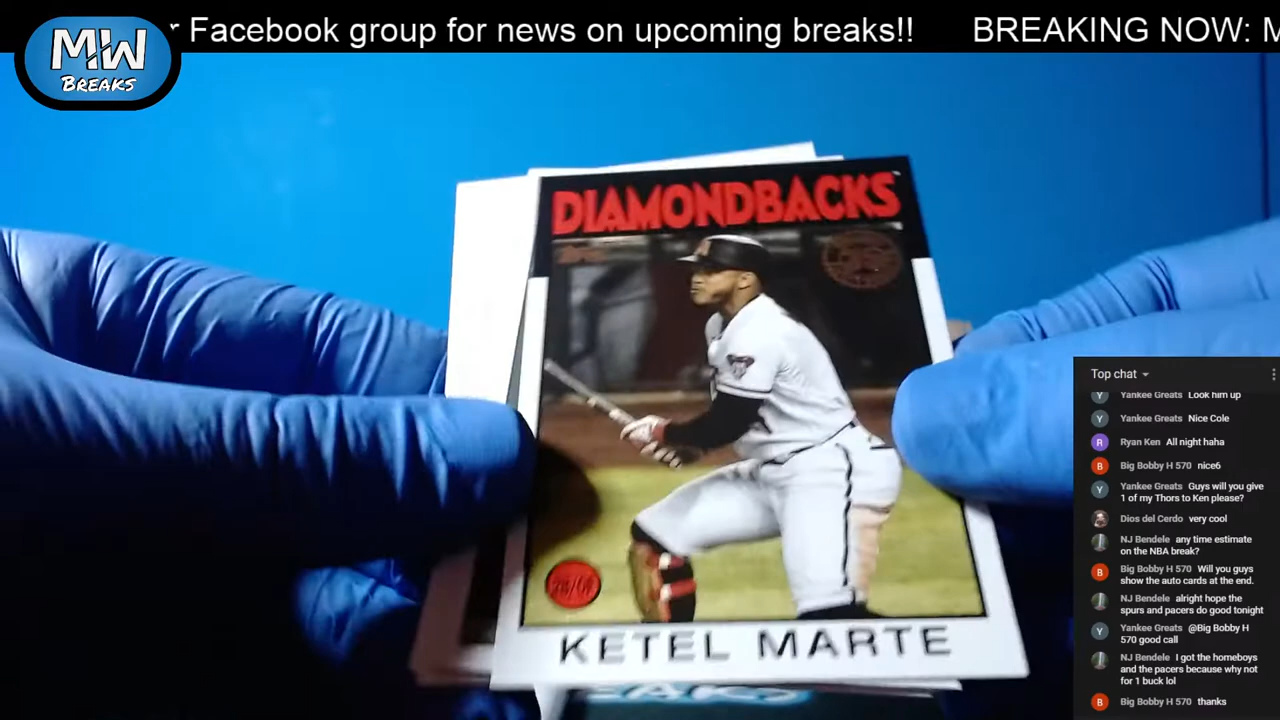 r Facebook group for news on upcoming breaks!! BREAKING NOW: M
MW
BREAKS
DIAMONDBACKS
KETEL MARTE
Top chat
Yankee Greats Look him up
Yankee Greats Nice Cole
Ryan Ken All night haha
Big Bobby H 570 nice6
Yankee Greats Guys will you give
1 of my Thors to Ken please?
Dios del Cerdo very cool
NJ Bendele any time estimate
on the NBA break?
Big Bobby H 570 Will you guys
show the auto cards at the end.
NJ Bendele alright hope the
spurs and pacers do good tonight
Yankee Greats @Big Bobby H
570 good call
NJ Bendele I got the homeboys
and the pacers because why not
for 1 buck lol
Big Bobby H 570 thanks